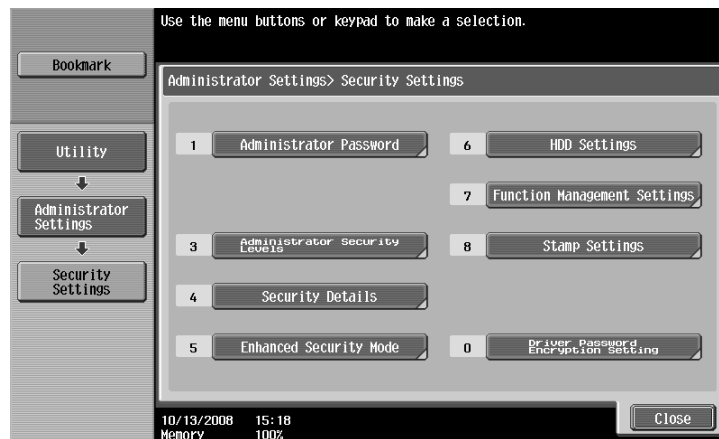 Use the menu buttons or keypad to make a selection.
Bookmark
Administrator Settings> Security Settings
Utility
Administrator
Settings
Security
Settings
1 Administrator Password
6 HDD Settings
7 Function Management Settings
3 Administrator Security
Levels
8 Stamp Settings
4 Security Details
5 Enhanced Security Mode
0 Driver Password
Encryption Setting
10/13/2008 15:18
Memory 100%
Close